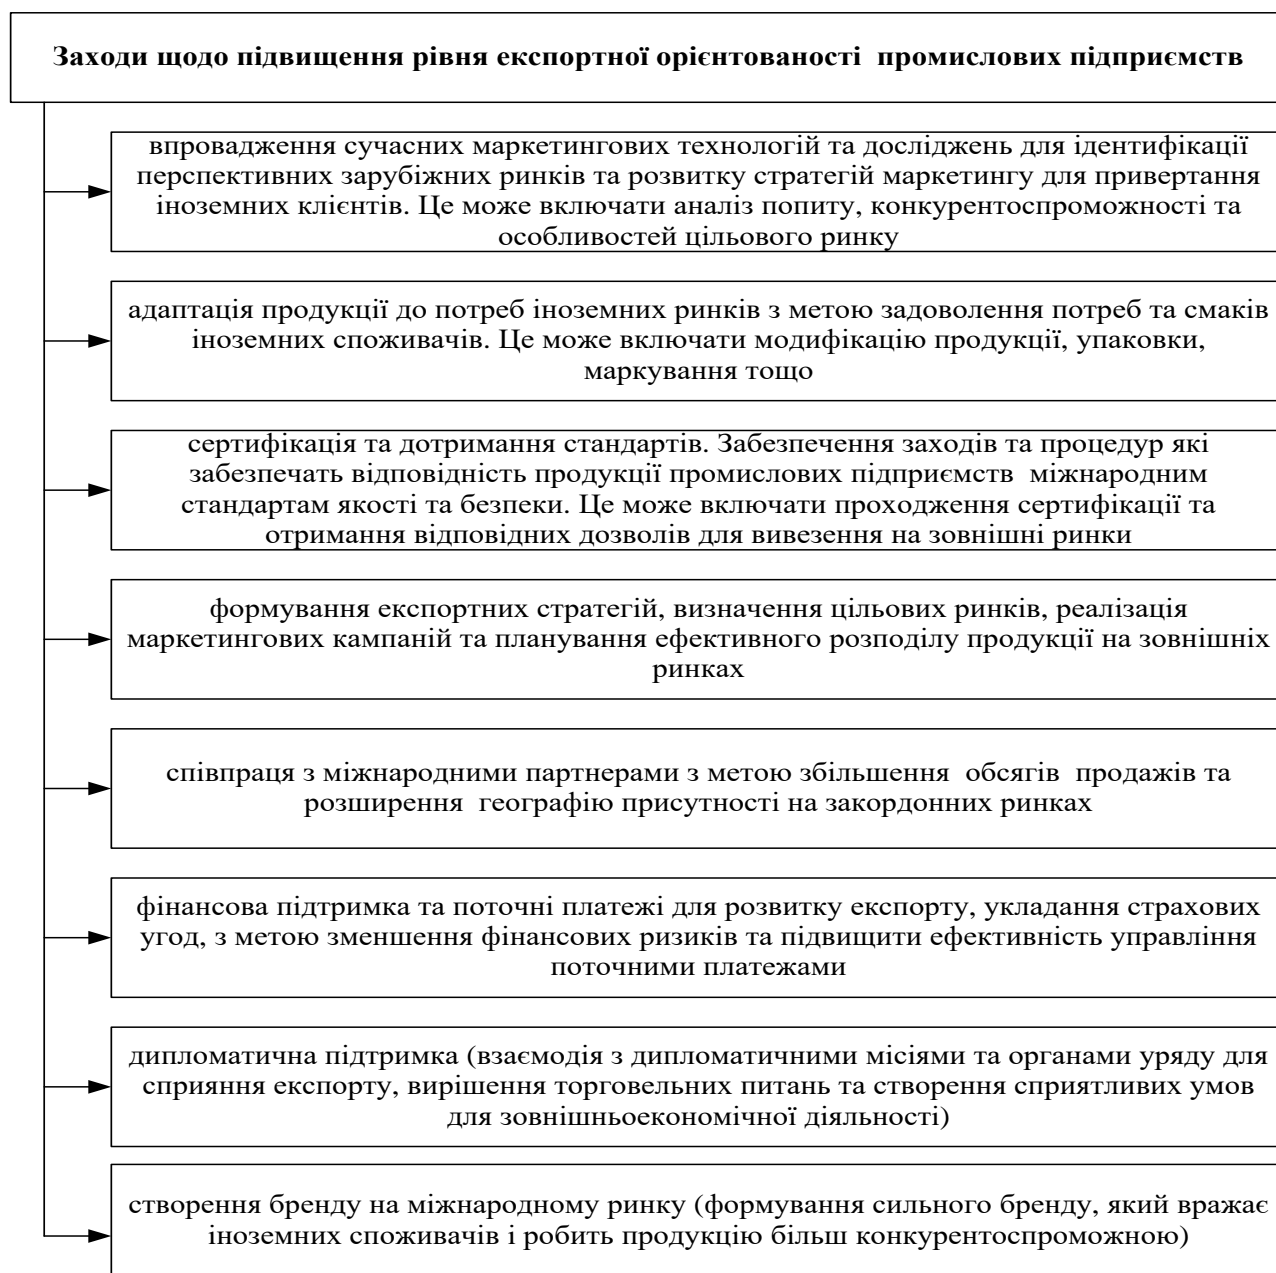 Заходи щодо підвищення рівня експортної орієнтованості  промислових підприємств
впровадження сучасних маркетингових технологій та досліджень для ідентифікації
перспективних зарубіжних ринків та розвитку стратегій маркетингу для привертання
іноземних клієнтів. Це може включати аналіз попиту, конкурентоспроможності та
особливостей цільового ринку
адаптація продукції до потреб іноземних ринків з метою задоволення потреб та смаків
іноземних споживачів. Це може включати модифікацію продукції, упаковки,
маркування тощо
сертифікація та дотримання стандартів. Забезпечення заходів та процедур які
забезпечать відповідність продукції промислових підприємств  міжнародним
стандартам якості та безпеки. Це може включати проходження сертифікації та
отримання відповідних дозволів для вивезення на зовнішні ринки
формування експортних стратегій, визначення цільових ринків, реалізація
маркетингових кампаній та планування ефективного розподілу продукції на зовнішніх
ринках
співпраця з міжнародними партнерами з метою збільшення  обсягів  продажів та
розширення  географію присутності на закордонних ринках
фінансова підтримка та поточні платежі для розвитку експорту, укладання страхових
угод, з метою зменшення фінансових ризиків та підвищити ефективність управління
поточними платежами
дипломатична підтримка (взаємодія з дипломатичними місіями та органами уряду для
сприяння експорту, вирішення торговельних питань та створення сприятливих умов
для зовнішньоекономічної діяльності)
створення бренду на міжнародному ринку (формування сильного бренду, який вражає
іноземних споживачів і робить продукцію більш конкурентоспроможною)